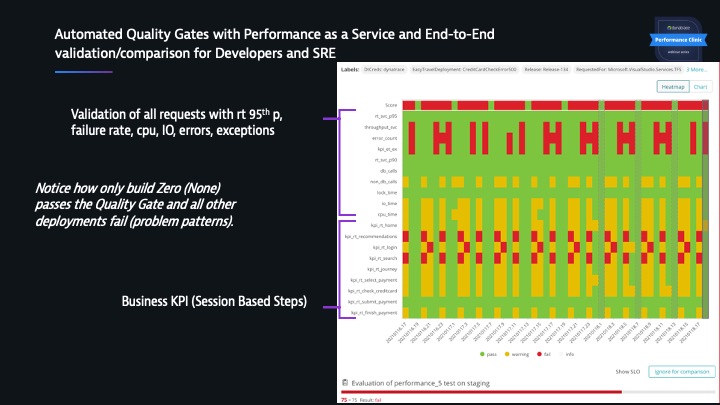 Automated Quality Gates with Performance as a Service and End-to-End
validation/comparison for Developers and SRE
dynatrace
Performance Clinic
webinar series
Labels: DtCreds: dynatrace EasyTravelDeployment: CreditCardCheckError500 Release: Release-134 RequestedFor: Microsoft.VisualStudio.Services.TFS 3 More...
Heatmap Chart
Validation of all requests with rt 95th p,
failure rate, cpu, IO, errors, exceptions
Notice how only build Zero (None)
passes the Quality Gate and all other
deployments fail (problem patterns).
Business KPI (Session Based Steps)
Score
rt_svc_p95
throughput_svc
error_count
rt_svc_p90
db_calls
non_db_calls
lock_time
io_time
cpu_time
kpi_rt_home
kpi_rt_recommendations
kpi_rt_login
kpi_rt_search
kpi_rt_journey
kpi_rt_select_payment
kpi_rt_check_creditcard
kpi_rt_submit_payment
kpi_rt_finish_payment
pass warning fail info
Show SLO Ignore for comparison
Evaluation of performance_5.test on staging
75 < 75 Result: fail